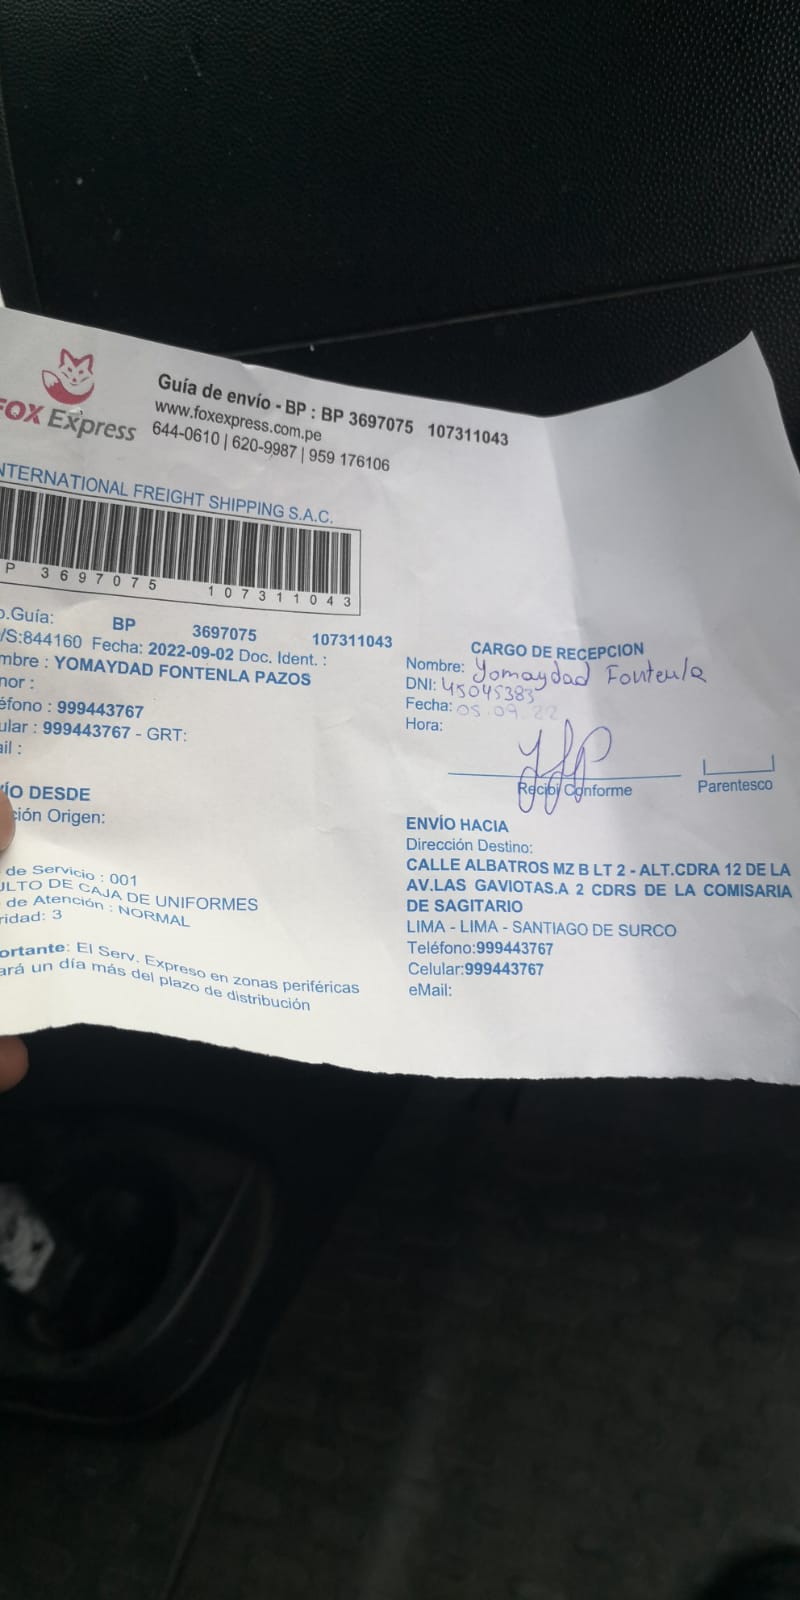 FOX Express
Guía de envío - BP : BP 3697075 107311043
www.foxexpress.com.pe
644-0610 | 620-9987 | 959 176106
INTERNATIONAL FREIGHT SHIPPING S.A.C.
P 3697075 107311043
o.Guía: BP 3697075 107311043
/S:844160 Fecha: 2022-09-02 Doc. Ident. :
mbre : YOMAYDAD FONTENLA PAZOS
nor :
éfono : 999443767
ular : 999443767 - GRT:
ail :
ÍO DESDE
ción Origen:
de Servicio : 001
ULTO DE CAJA DE UNIFORMES
de Atención : NORMAL
ridad: 3
ortante: El Serv. Expreso en zonas periféricas
ará un día más del plazo de distribución
CARGO DE RECEPCION
Nombre: Yomaydad Fontenla
DNI: 45045383
Fecha: 05.09.22
Hora:
Recibi Conforme
Parentesco
ENVÍO HACIA
Dirección Destino:
CALLE ALBATROS MZ B LT 2 - ALT.CDRA 12 DE LA
AV.LAS GAVIOTAS.A 2 CDRS DE LA COMISARIA
DE SAGITARIO
LIMA - LIMA - SANTIAGO DE SURCO
Teléfono:999443767
Celular:999443767
eMail: